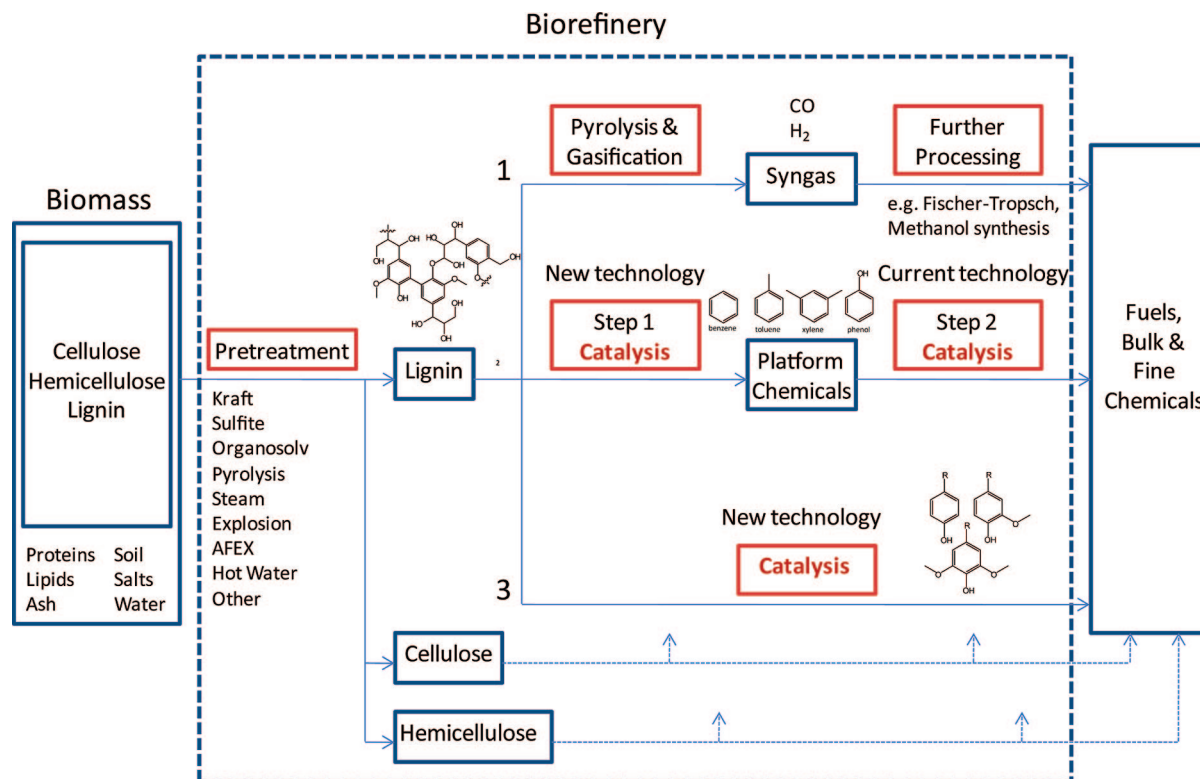 Biorefinery
Biomass
Cellulose
Hemicellulose
Lignin
Proteins Soil
Lipids Salts
Ash Water
Pretreatment
Kraft
Sulfite
Organosolv
Pyrolysis
Steam
Explosion
AFEX
Hot Water
Other
Lignin
1
Pyrolysis &
Gasification
CO
H2
Syngas
Further
Processing
e.g. Fischer-Tropsch,
Methanol synthesis
2
New technology
Step 1
Catalysis
benzene toluene xylene phenol
Platform
Chemicals
Current technology
Step 2
Catalysis
3
New technology
Catalysis
Cellulose
Hemicellulose
Fuels,
Bulk &
Fine
Chemicals